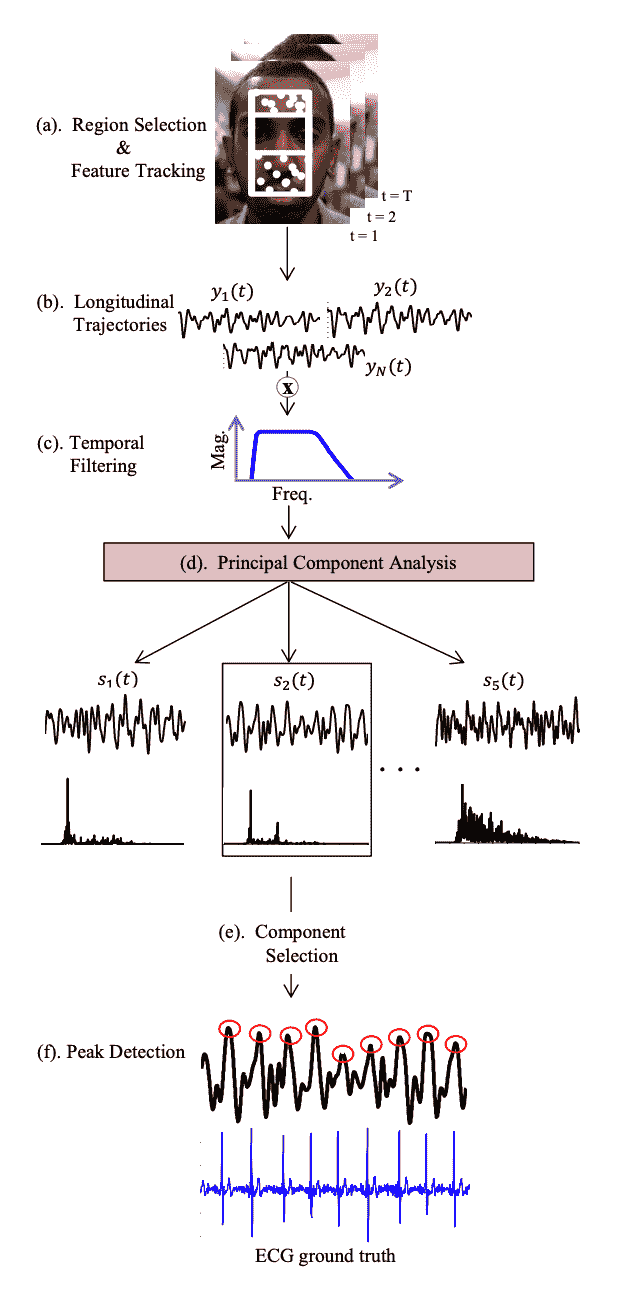 (a). Region Selection
&
Feature Tracking
t = T
t = 2
t = 1
(b). Longitudinal
Trajectories
y₁(t)
y₂(t)
y_N(t)
x
(c). Temporal
Filtering
Mag.
Freq.
(d). Principal Component Analysis
s₁(t)
s₂(t)
s₅(t)
. . .
(e). Component
Selection
(f). Peak Detection
ECG ground truth